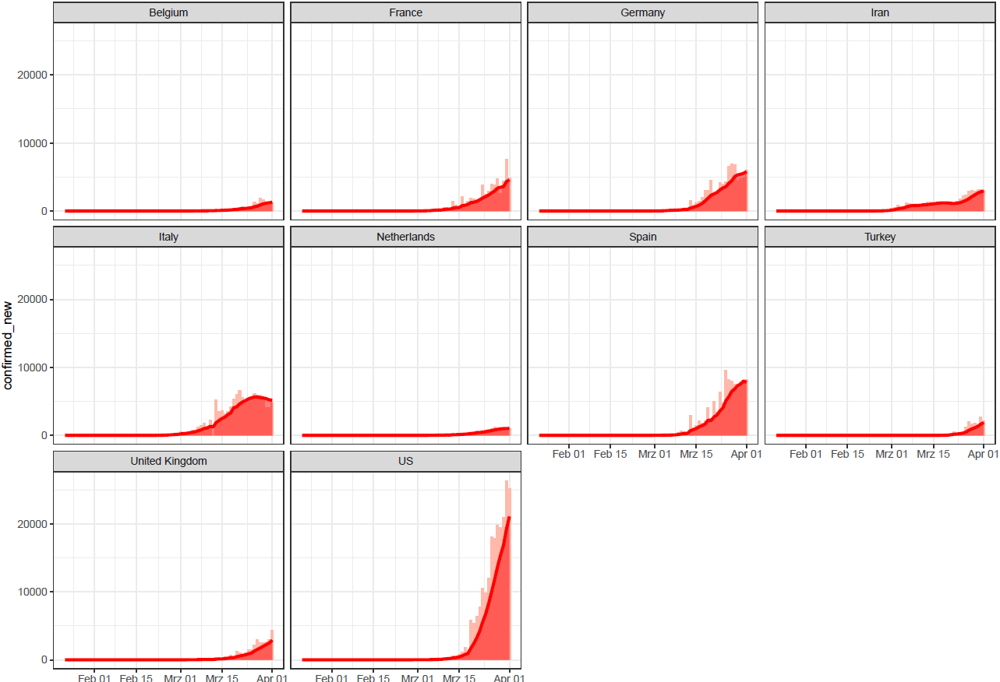 Belgium France Germany Iran
20000
10000
0
Italy Netherlands Spain Turkey
confirmed_new
20000
10000
0
Feb 01 Feb 15 Mrz 01 Mrz 15 Apr 01 Feb 01 Feb 15 Mrz 01 Mrz 15 Apr 01
United Kingdom US
20000
10000
0
Feb 01 Feb 15 Mrz 01 Mrz 15 Apr 01 Feb 01 Feb 15 Mrz 01 Mrz 15 Apr 01